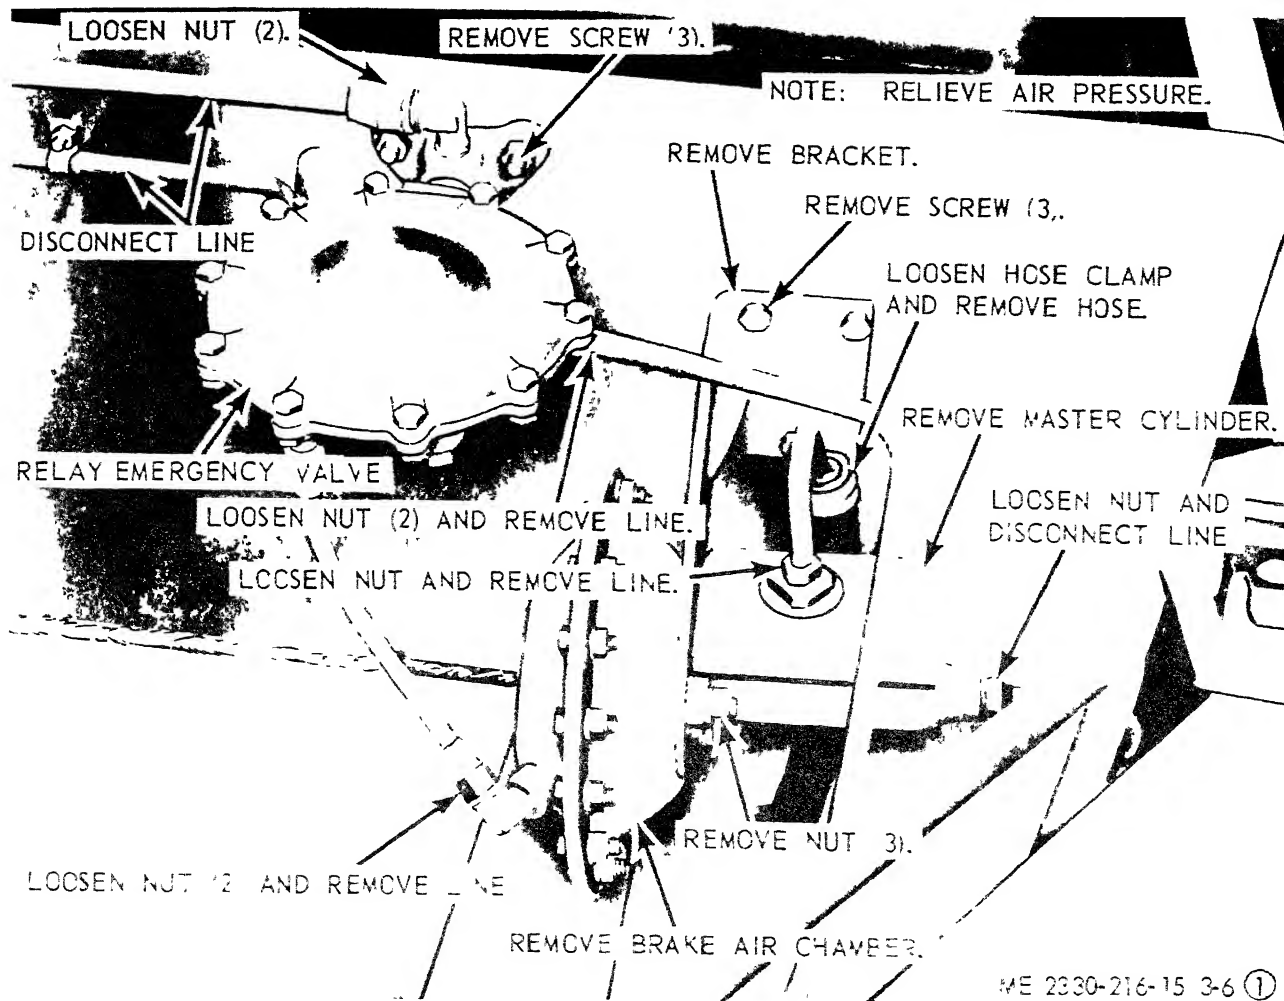 LOOSEN NUT (2).
REMOVE SCREW (3).
NOTE: RELIEVE AIR PRESSURE.
REMOVE BRACKET.
REMOVE SCREW (3).
DISCONNECT LINE
LOOSEN HOSE CLAMP
AND REMOVE HOSE
REMOVE MASTER CYLINDER.
RELAY EMERGENCY VALVE
LOOSEN NUT (2) AND REMOVE LINE.
LOOSEN NUT AND
DISCONNECT LINE
LOOSEN NUT AND REMOVE LINE.
REMOVE NUT (3).
LOOSEN NUT (2) AND REMOVE LINE
REMOVE BRAKE AIR CHAMBER.
ME 2330-216-15 3-6 ①